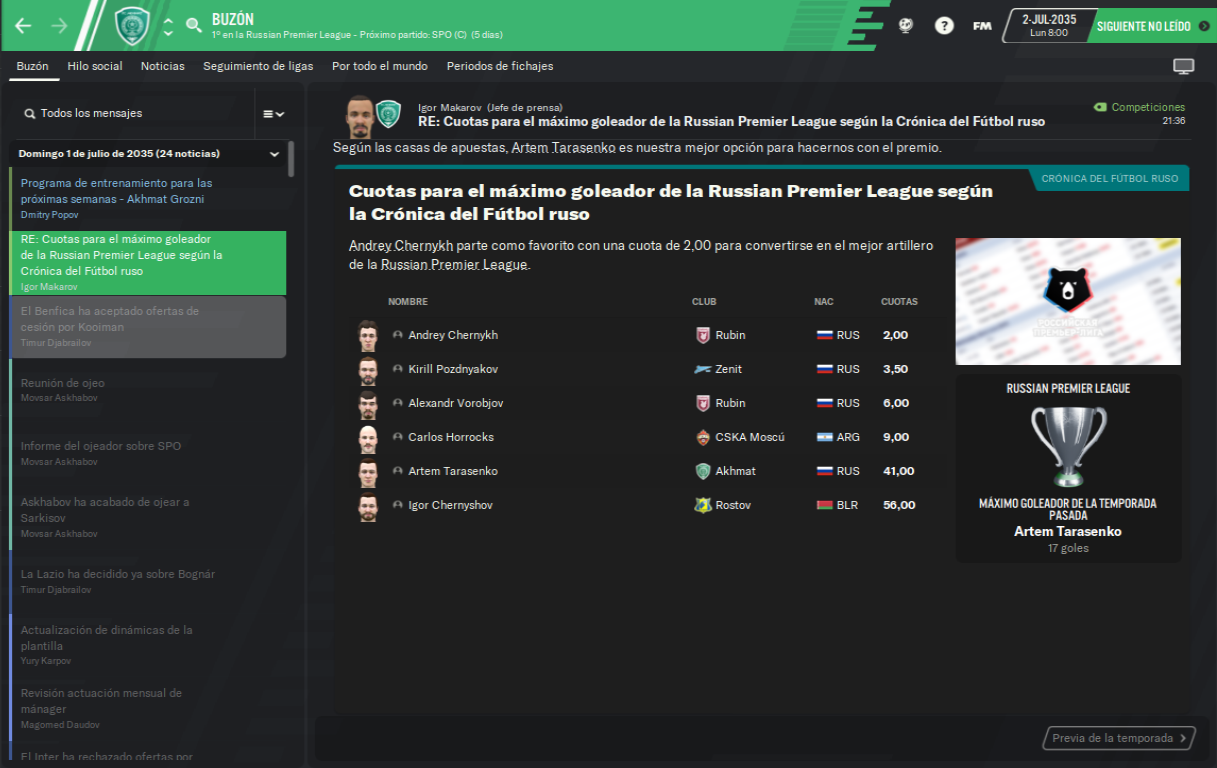 BUZÓN
1º en la Russian Premier League - Próximo partido: SPO (C) (5 días)
?
FM
2-JUL-2035
Lun 8:00
SIGUIENTE NO LEÍDO
Buzón
Hilo social
Noticias
Seguimiento de ligas
Por todo el mundo
Periodos de fichajes
Todos los mensajes
Domingo 1 de julio de 2035 (24 noticias)
Programa de entrenamiento para las
próximas semanas - Akhmat Grozni
Dmitry Popov
RE: Cuotas para el máximo goleador
de la Russian Premier League según la
Crónica del Fútbol ruso
Igor Makarov
El Benfica ha aceptado ofertas de
cesión por Kooiman
Timur Djabrailov
Reunión de ojeo
Movsar Askhabov
Informe del ojeador sobre SPO
Movsar Askhabov
Askhabov ha acabado de ojear a
Sarkisov
Movsar Askhabov
La Lazio ha decidido ya sobre Bognár
Timur Djabrailov
Actualización de dinámicas de la
plantilla
Yury Karpov
Revisión actuación mensual de
mánager
Magomed Daudov
El Inter ha rechazado ofertas por
Igor Makarov (Jefe de prensa)
RE: Cuotas para el máximo goleador de la Russian Premier League según la Crónica del Fútbol ruso
Competiciones
21:36
Según las casas de apuestas, Artem Tarasenko es nuestra mejor opción para hacernos con el premio.
CRÓNICA DEL FÚTBOL RUSO
Cuotas para el máximo goleador de la Russian Premier League según
la Crónica del Fútbol ruso
Andrey Chernykh parte como favorito con una cuota de 2,00 para convertirse en el mejor artillero
de la Russian Premier League.
NOMBRE CLUB NAC CUOTAS
Andrey Chernykh Rubin RUS 2,00
Kirill Pozdnyakov Zenit RUS 3,50
Alexandr Vorobjov Rubin RUS 6,00
Carlos Horrocks CSKA Moscú ARG 9,00
Artem Tarasenko Akhmat RUS 41,00
Igor Chernyshov Rostov BLR 56,00
РОССИЙСКАЯ
ПРЕМЬЕР-ЛИГА
RUSSIAN PREMIER LEAGUE
MÁXIMO GOLEADOR DE LA TEMPORADA
PASADA
Artem Tarasenko
17 goles
Previa de la temporada